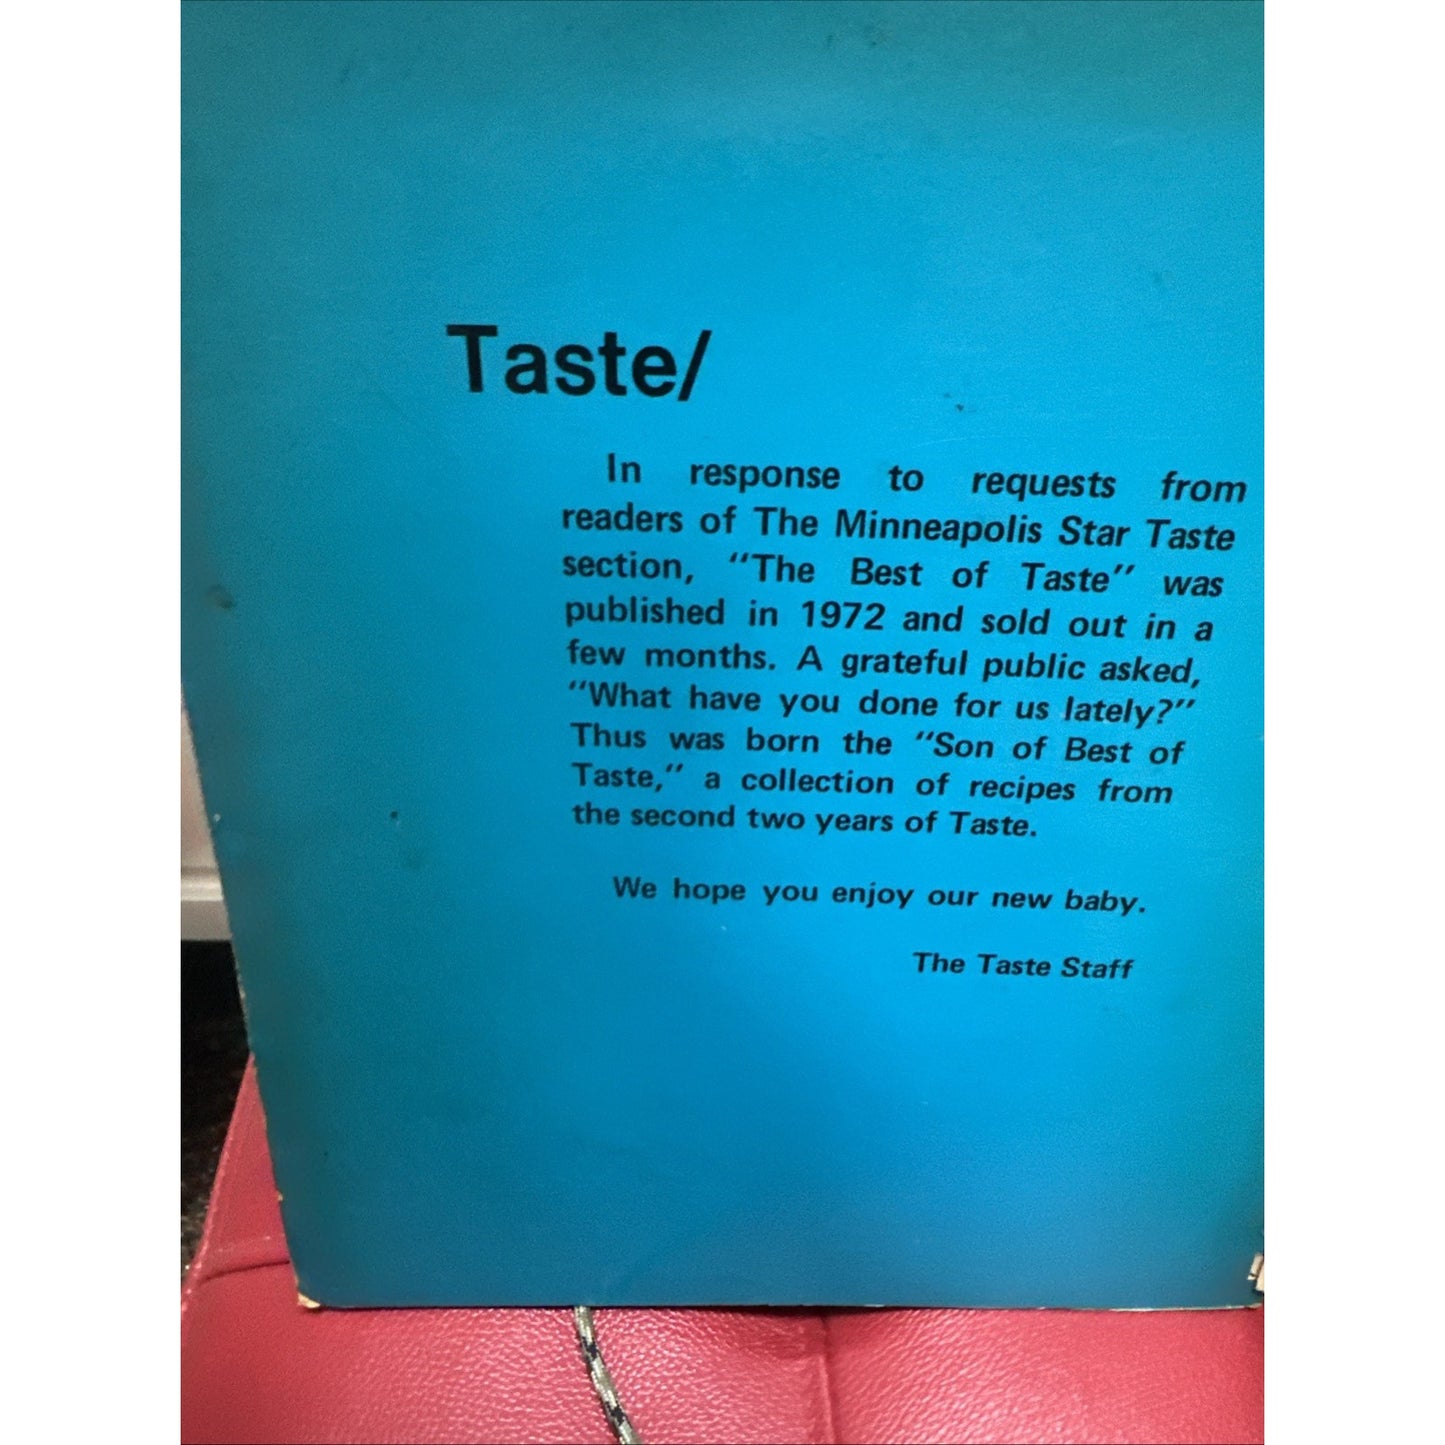 Taste/
In response to requests from
readers of The Minneapolis Star Taste
section, "The Best of Taste" was
published in 1972 and sold out in a
few months. A grateful public asked,
"What have you done for us lately?"
Thus was born the "Son of Best of
Taste," a collection of recipes from
the second two years of Taste.
We hope you enjoy our new baby.
The Taste Staff